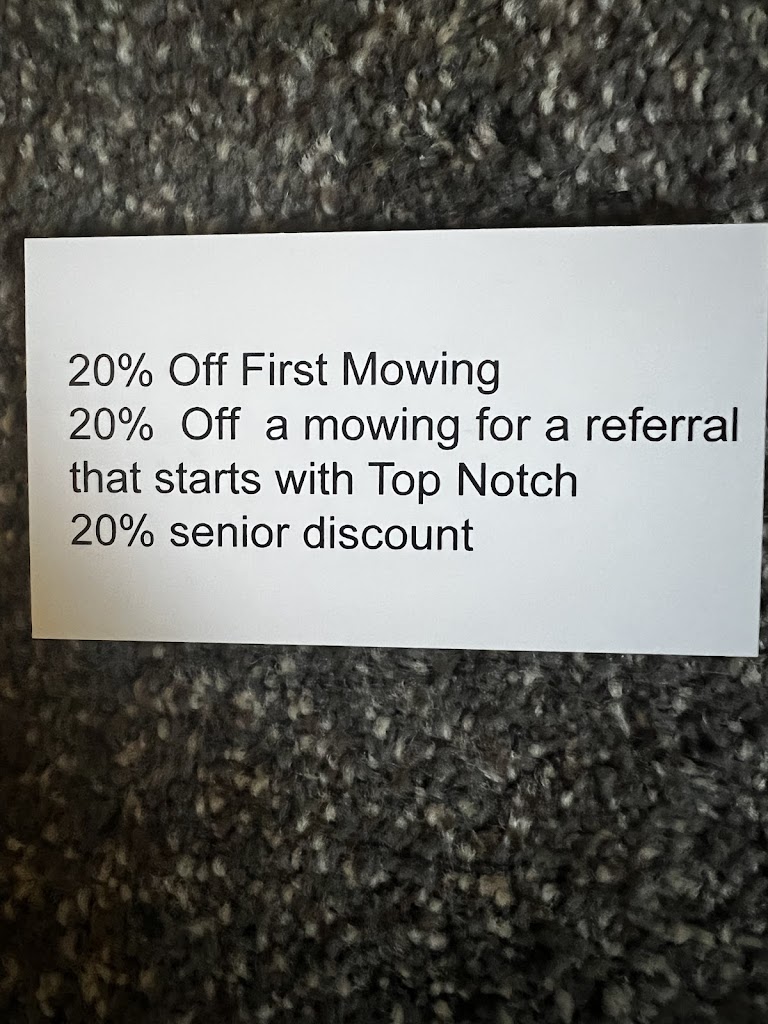 20% Off First Mowing
20% Off a mowing for a referral
that starts with Top Notch
20% senior discount